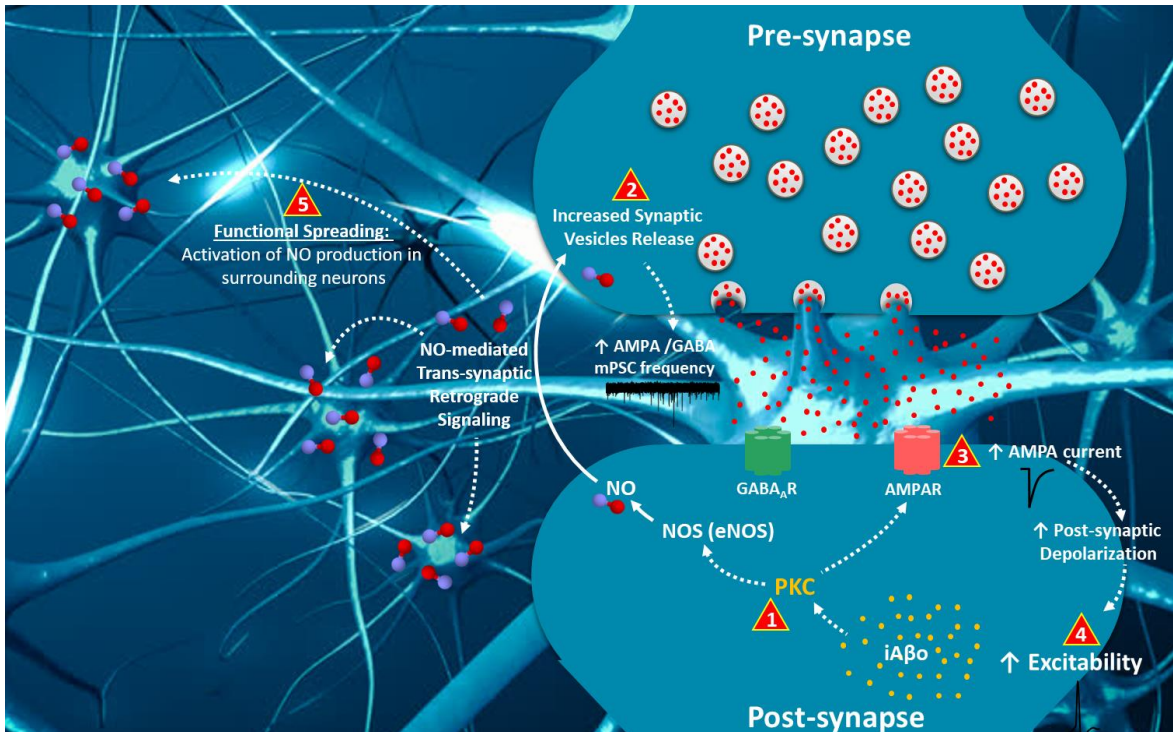 Pre-synapse
2
Increased Synaptic
Vesicles Release
5
Functional Spreading:
Activation of NO production in
surrounding neurons
NO-mediated
Trans-synaptic
Retrograde
Signaling
↑ AMPA /GABA
mPSC frequency
GABA_AR
AMPAR
3
↑ AMPA current
↑ Post-synaptic
Depolarization
NO
NOS (eNOS)
PKC
1
iAβo
4
↑ Excitability
Post-synapse